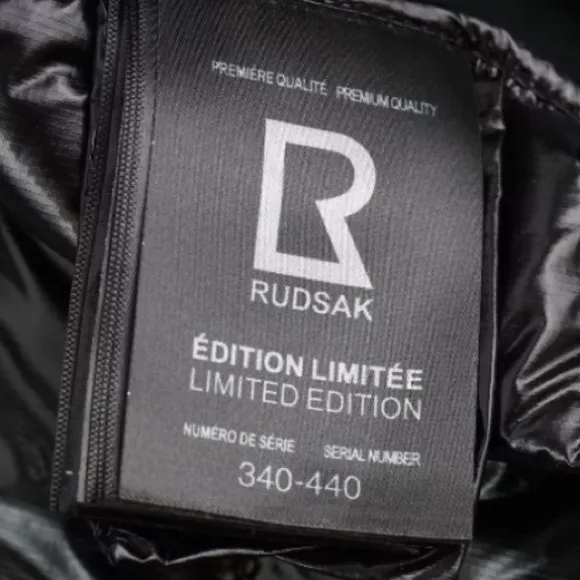 PREMIÈRE QUALITÉ PREMIUM QUALITY
R
RUDSAK
ÉDITION LIMITÉE
LIMITED EDITION
NUMÉRO DE SÉRIE SERIAL NUMBER
340-440